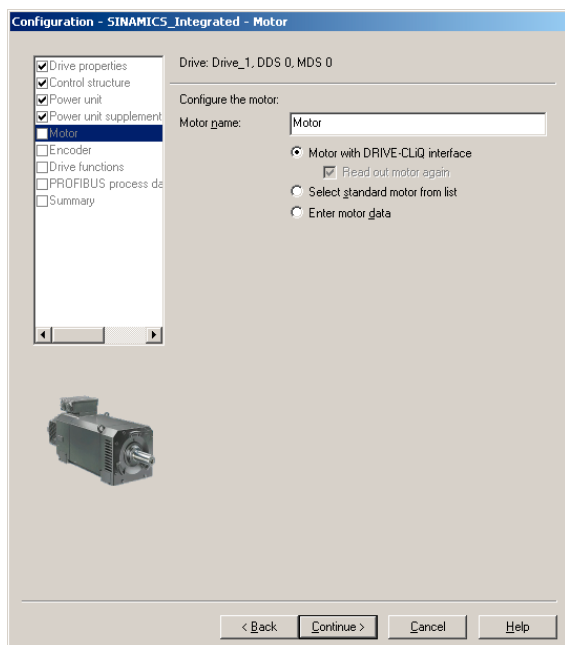 Configuration - SINAMICS_Integrated - Motor
Drive properties
Control structure
Power unit
Power unit supplement
Motor
Encoder
Drive functions
PROFIBUS process da
Summary
Drive: Drive_1, DDS 0, MDS 0
Configure the motor:
Motor name: Motor
Motor with DRIVE-CLiQ interface
Read out motor again
Select standard motor from list
Enter motor data
< Back Continue > Cancel Help